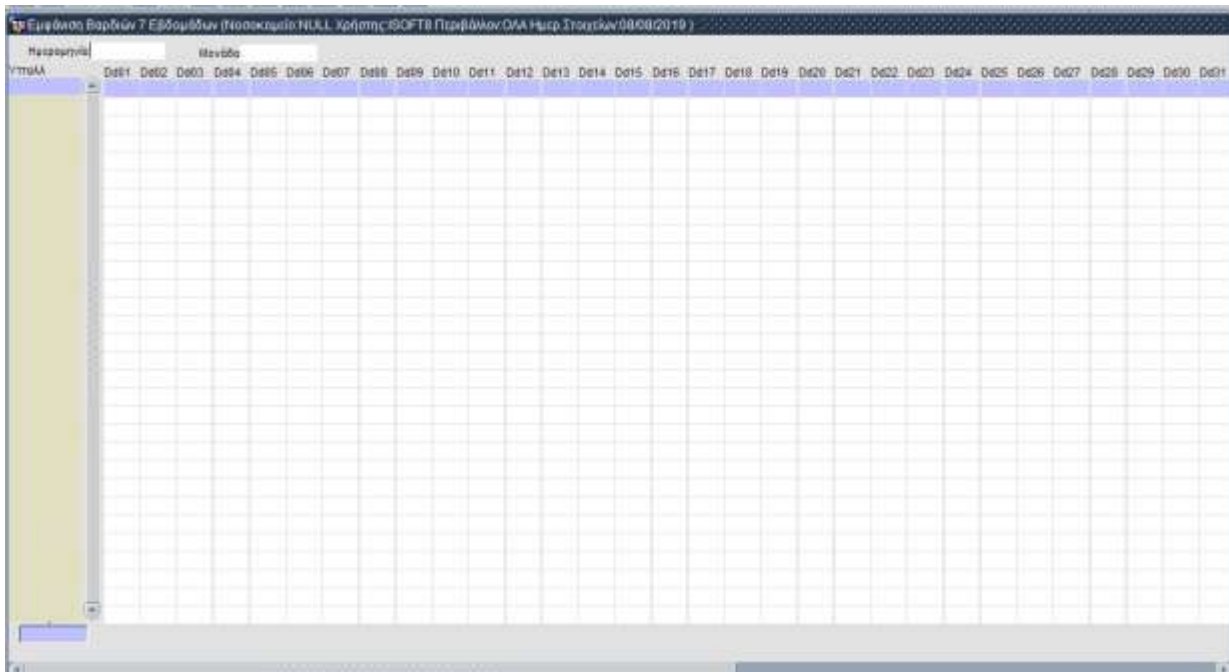 Εμφάνιση Βαρδιών 7 Εβδομάδων (Νοσοκομείο:NULL Χρήστης:ISOFT8 Περιβάλλον:ΟΛΑ Ημερ.Στοιχείων:08/08/2019 )
Ημερομηνία Μονάδα
Υπαλλ Dd01 Dd02 Dd03 Dd04 Dd05 Dd06 Dd07 Dd08 Dd09 Dd10 Dd11 Dd12 Dd13 Dd14 Dd15 Dd16 Dd17 Dd18 Dd19 Dd20 Dd21 Dd22 Dd23 Dd24 Dd25 Dd26 Dd27 Dd28 Dd29 Dd30 Dd31